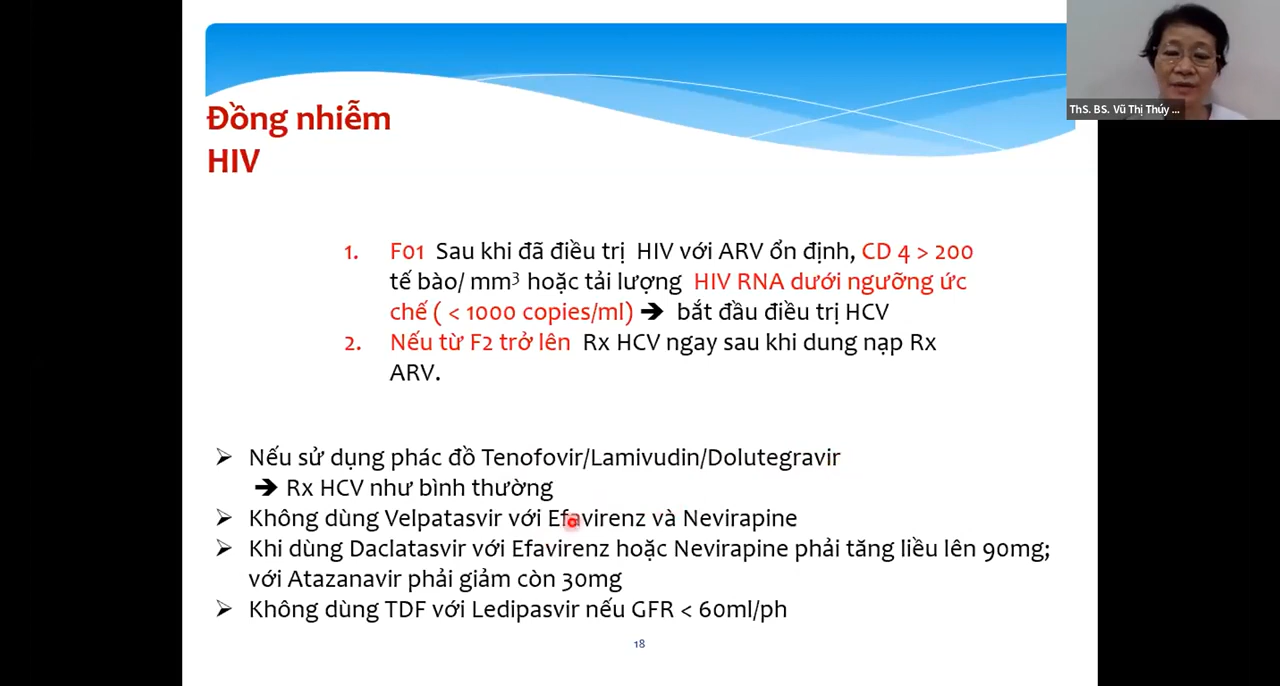 ThS. BS. Vũ Thị Thúy ...
Đồng nhiễm
HIV
1. F01 Sau khi đã điều trị HIV với ARV ổn định, CD 4 > 200
tế bào/ mm³ hoặc tải lượng HIV RNA dưới ngưỡng ức
chế ( < 1000 copies/ml) 🡺 bắt đầu điều trị HCV
2. Nếu từ F2 trở lên Rx HCV ngay sau khi dung nạp Rx
ARV.
➢ Nếu sử dụng phác đồ Tenofovir/Lamivudin/Dolutegravir
🡺 Rx HCV như bình thường
➢ Không dùng Velpatasvir với Efavirenz và Nevirapine
➢ Khi dùng Daclatasvir với Efavirenz hoặc Nevirapine phải tăng liều lên 90mg;
với Atazanavir phải giảm còn 30mg
➢ Không dùng TDF với Ledipasvir nếu GFR < 60ml/ph
18